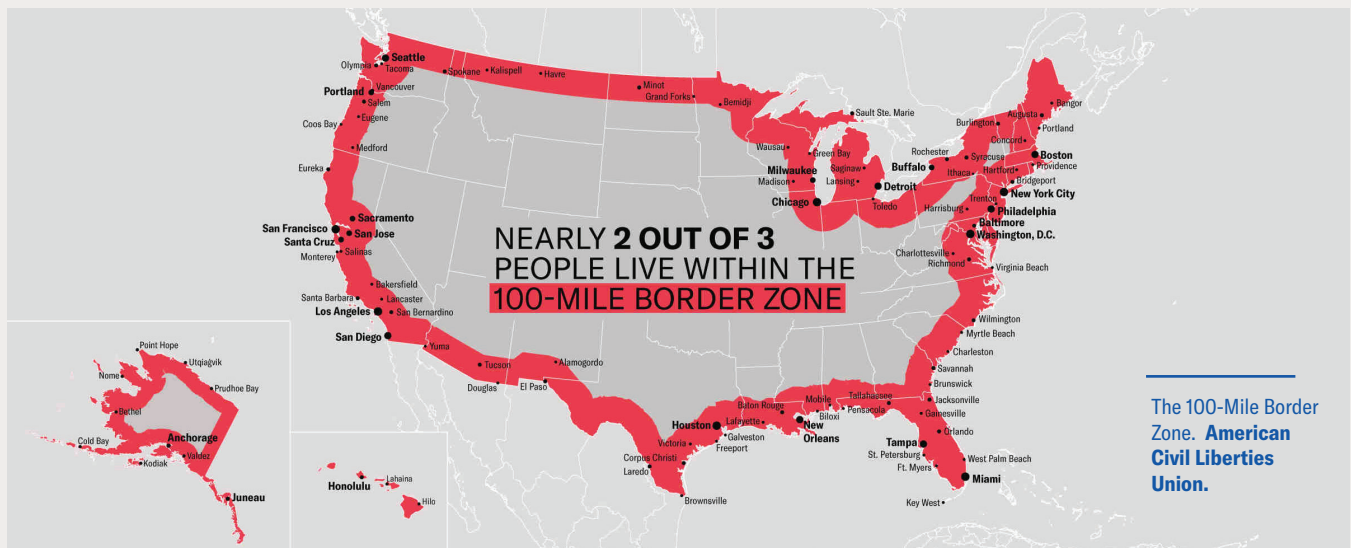 Seattle
Olympia
Tacoma
Spokane
Kalispell
Havre
Minot
Grand Forks
Bemidji
Sault Ste. Marie
Portland
Vancouver
Salem
Eugene
Coos Bay
Medford
Eureka
Wausau
Green Bay
Milwaukee
Madison
Saginaw
Lansing
Chicago
Detroit
Toledo
Buffalo
Rochester
Syracuse
Ithaca
Burlington
Augusta
Bangor
Portland
Concord
Boston
Hartford
Providence
Bridgeport
New York City
Trenton
Harrisburg
Philadelphia
Baltimore
Washington, D.C.
Charlottesville
Richmond
Virginia Beach
Sacramento
San Francisco
San Jose
Santa Cruz
Monterey
Salinas
NEARLY 2 OUT OF 3
PEOPLE LIVE WITHIN THE
100-MILE BORDER ZONE
Bakersfield
Santa Barbara
Lancaster
Los Angeles
San Bernardino
San Diego
Yuma
Tucson
Douglas
El Paso
Alamogordo
Wilmington
Myrtle Beach
Charleston
Savannah
Brunswick
Jacksonville
Gainesville
Orlando
Tampa
St. Petersburg
Ft. Myers
West Palm Beach
Miami
Key West
Tallahassee
Pensacola
Mobile
Biloxi
Baton Rouge
Lafayette
New
Orleans
Houston
Galveston
Freeport
Victoria
Corpus Christi
Laredo
Brownsville
Point Hope
Utqiaġvik
Nome
Prudhoe Bay
Bethel
Cold Bay
Anchorage
Valdez
Kodiak
Juneau
Honolulu
Lahaina
Hilo
The 100-Mile Border
Zone. American
Civil Liberties
Union.